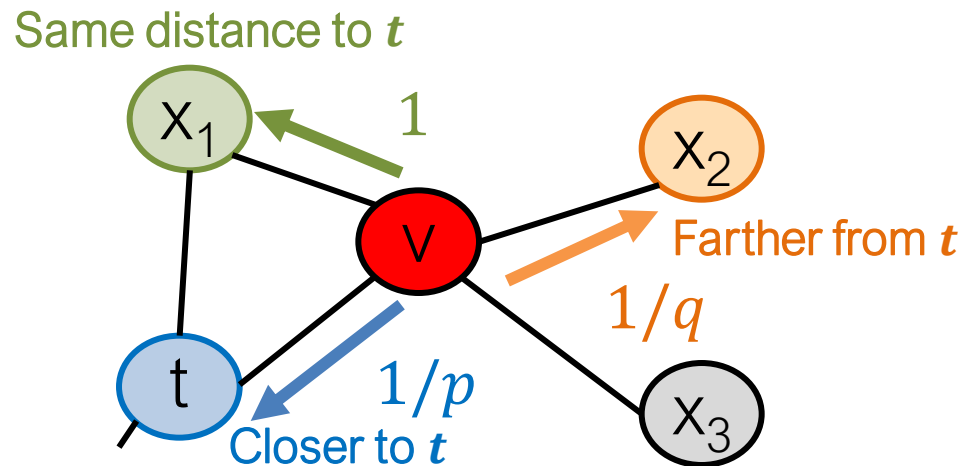 Same distance to t
x1
1
x2
v
Farther from t
1/q
t
1/p
x3
Closer to t